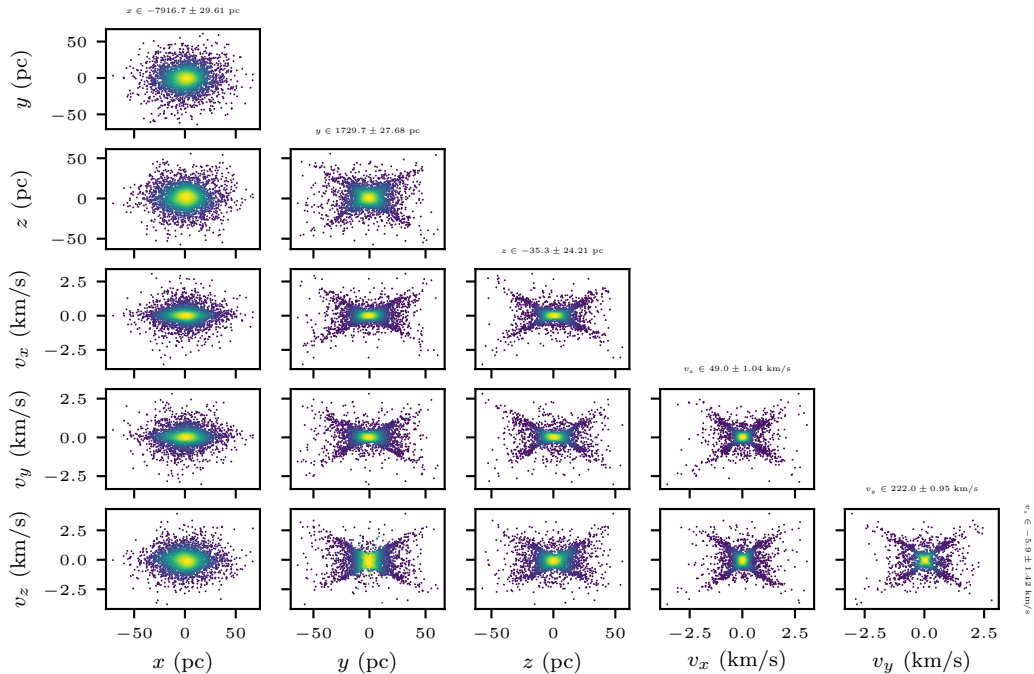 x ∈ −7916.7 ± 29.61 pc
y (pc)
50
0
−50
y ∈ 1729.7 ± 27.68 pc
z (pc)
50
0
−50
z ∈ −35.3 ± 24.21 pc
v_x (km/s)
2.5
0.0
−2.5
v_x ∈ 49.0 ± 1.04 km/s
v_y (km/s)
2.5
0.0
−2.5
v_y ∈ 222.0 ± 0.95 km/s
v_z (km/s)
2.5
0.0
−2.5
v_z ∈ −5.9 ± 1.42 km/s
−50 0 50 −50 0 50 −50 0 50 −2.5 0.0 2.5 −2.5 0.0 2.5
x (pc) y (pc) z (pc) v_x (km/s) v_y (km/s)